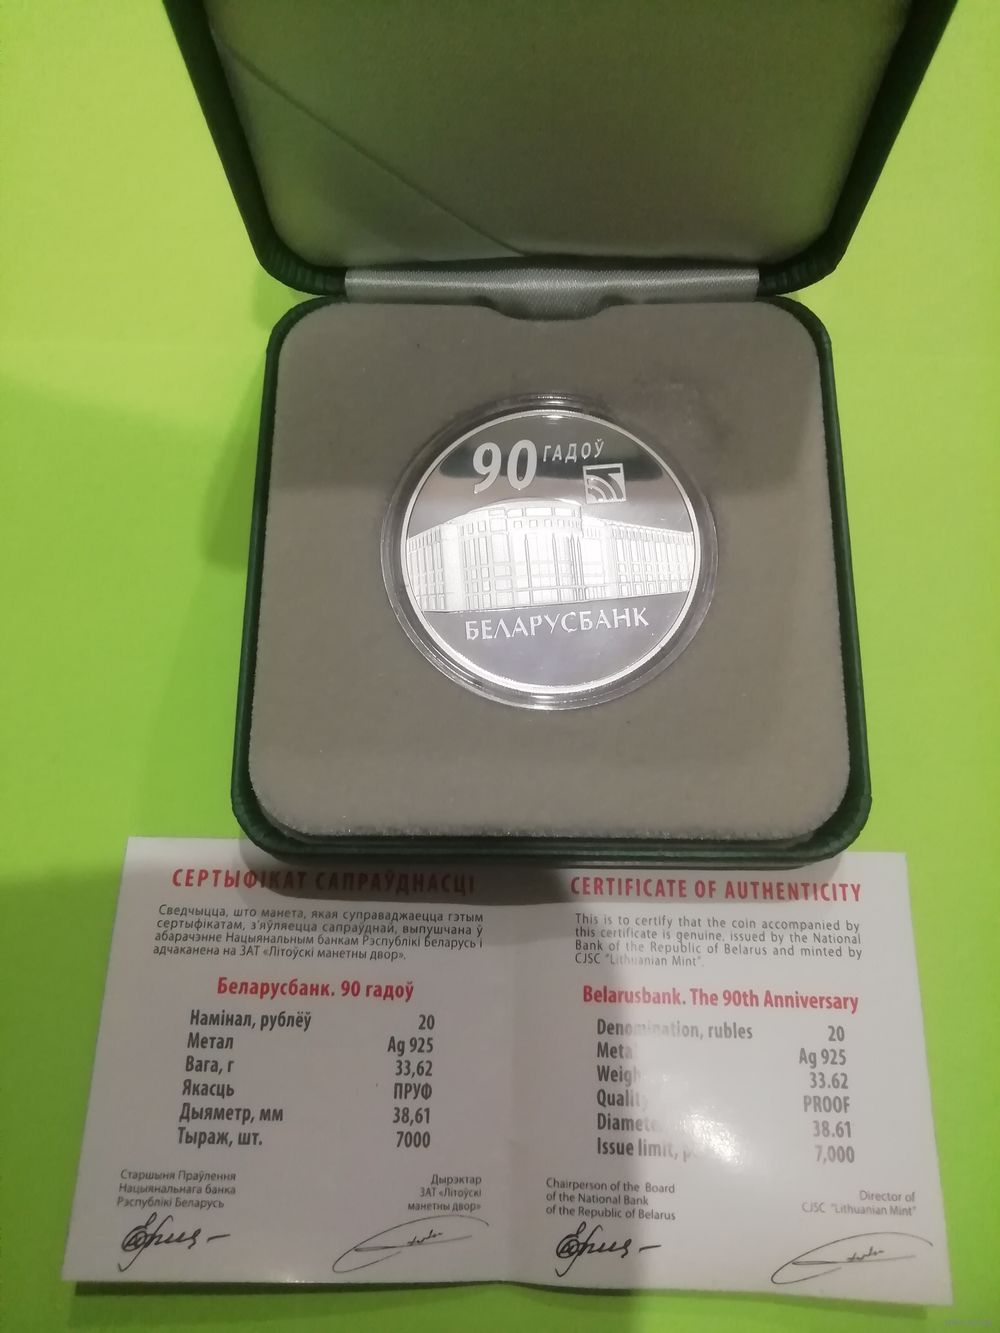 90 ГАДОЎ
БЕЛАРУСБАНК
СЕРТЫФІКАТ САПРАЎДНАСЦІ
Сведчыцца, што манета, якая суправаджаецца гэтым
сертыфікатам, з'яўляецца сапраўднай, выпушчана ў
абарачэнне Нацыянальным банкам Рэспублікі Беларусь і
адчаканена на ЗАТ «Літоўскі манетны двор».
Беларусбанк. 90 гадоў
Намінал, рублёў 20
Метал Ag 925
Вага, г 33,62
Якасць ПРУФ
Дыяметр, мм 38,61
Тыраж, шт. 7000
Старшыня Праўлення
Нацыянальнага банка
Рэспублікі Беларусь
Дырэктар
ЗАТ «Літоўскі
манетны двор»
CERTIFICATE OF AUTHENTICITY
This is to certify that the coin accompanied by
this certificate is genuine, issued by the National
Bank of the Republic of Belarus and minted by
CJSC "Lithuanian Mint".
Belarusbank. The 90th Anniversary
Denomination, rubles 20
Metal Ag 925
Weigh 33.62
Quality PROOF
Diamete 38.61
Issue limit, 7,000
Chairperson of the Board
of the National Bank
of the Republic of Belarus
Director of
CJSC "Lithuanian Mint"